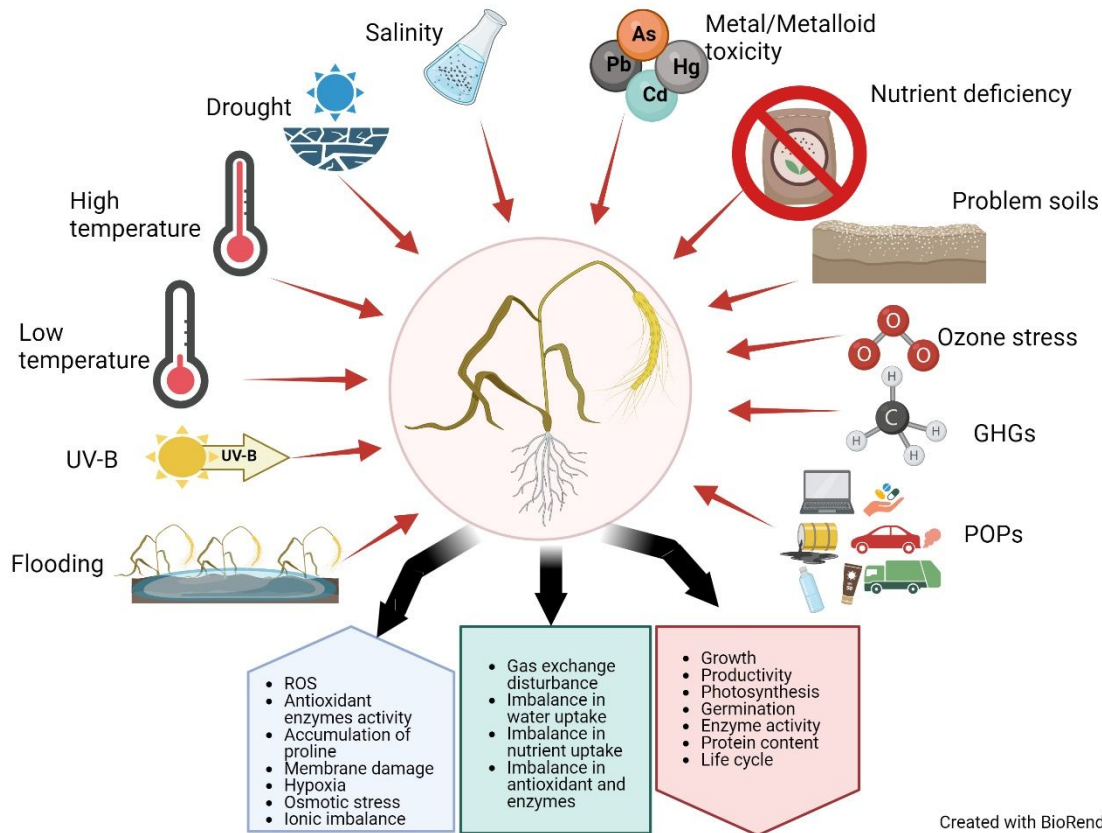 Salinity
Metal/Metalloid
toxicity
As
Pb
Hg
Cd
Drought
Nutrient deficiency
High
temperature
Problem soils
Low
temperature
O
O
O
Ozone stress
H
C
H
H
H
GHGs
UV-B
UV-B
POPs
Flooding
• ROS
• Antioxidant
enzymes activity
• Accumulation of
proline
• Membrane damage
• Hypoxia
• Osmotic stress
• Ionic imbalance
• Gas exchange
disturbance
• Imbalance in
water uptake
• Imbalance in
nutrient uptake
• Imbalance in
antioxidant and
enzymes
• Growth
• Productivity
• Photosynthesis
• Germination
• Enzyme activity
• Protein content
• Life cycle
Created with BioRend